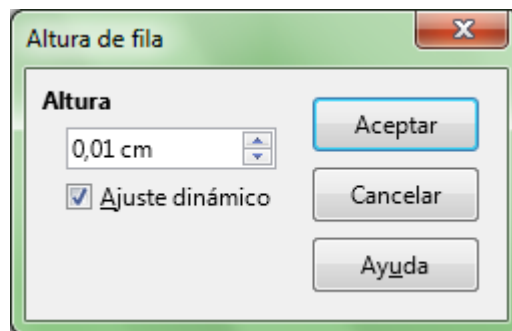 Altura de fila
Altura
0,01 cm
Ajuste dinámico
Aceptar
Cancelar
Ayuda